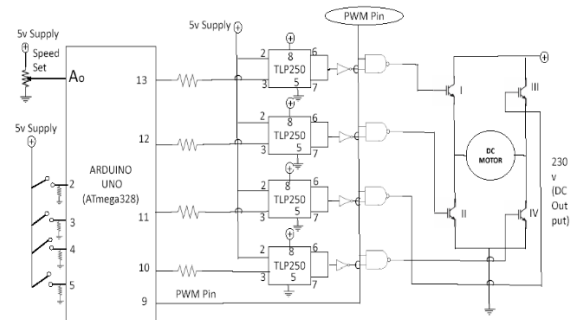 5v Supply
Speed
Set
Ao
5v Supply
2
3
4
5
ARDUINO
UNO
(ATmega328)
13
12
11
10
9
PWM Pin
5v Supply
PWM Pin
2
3
8
TLP250
5
6
7
2
3
8
TLP250
5
6
7
2
3
8
TLP250
5
6
7
2
3
8
TLP250
5
6
7
I
III
DC
MOTOR
II
IV
230
v
(DC
Out
put)